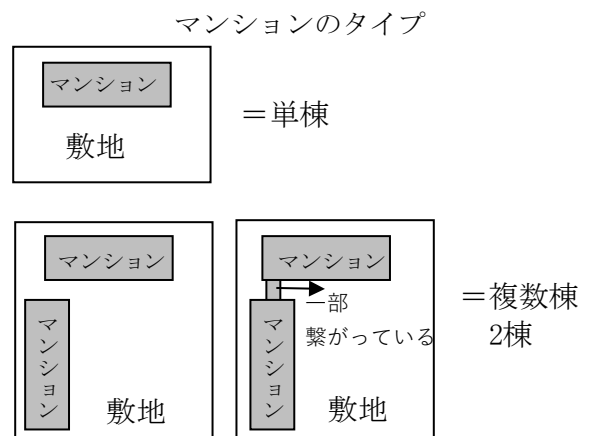 マンションのタイプ
マンション
敷地
＝単棟
マンション
マンション
敷地
マンション
一部
繋がっている
マンション
敷地
＝複数棟
2棟